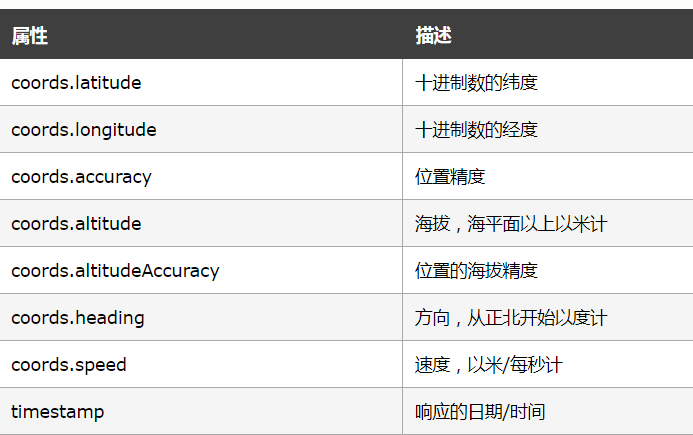 属性 描述
coords.latitude 十进制数的纬度
coords.longitude 十进制数的经度
coords.accuracy 位置精度
coords.altitude 海拔，海平面以上以米计
coords.altitudeAccuracy 位置的海拔精度
coords.heading 方向，从正北开始以度计
coords.speed 速度，以米/每秒计
timestamp 响应的日期/时间